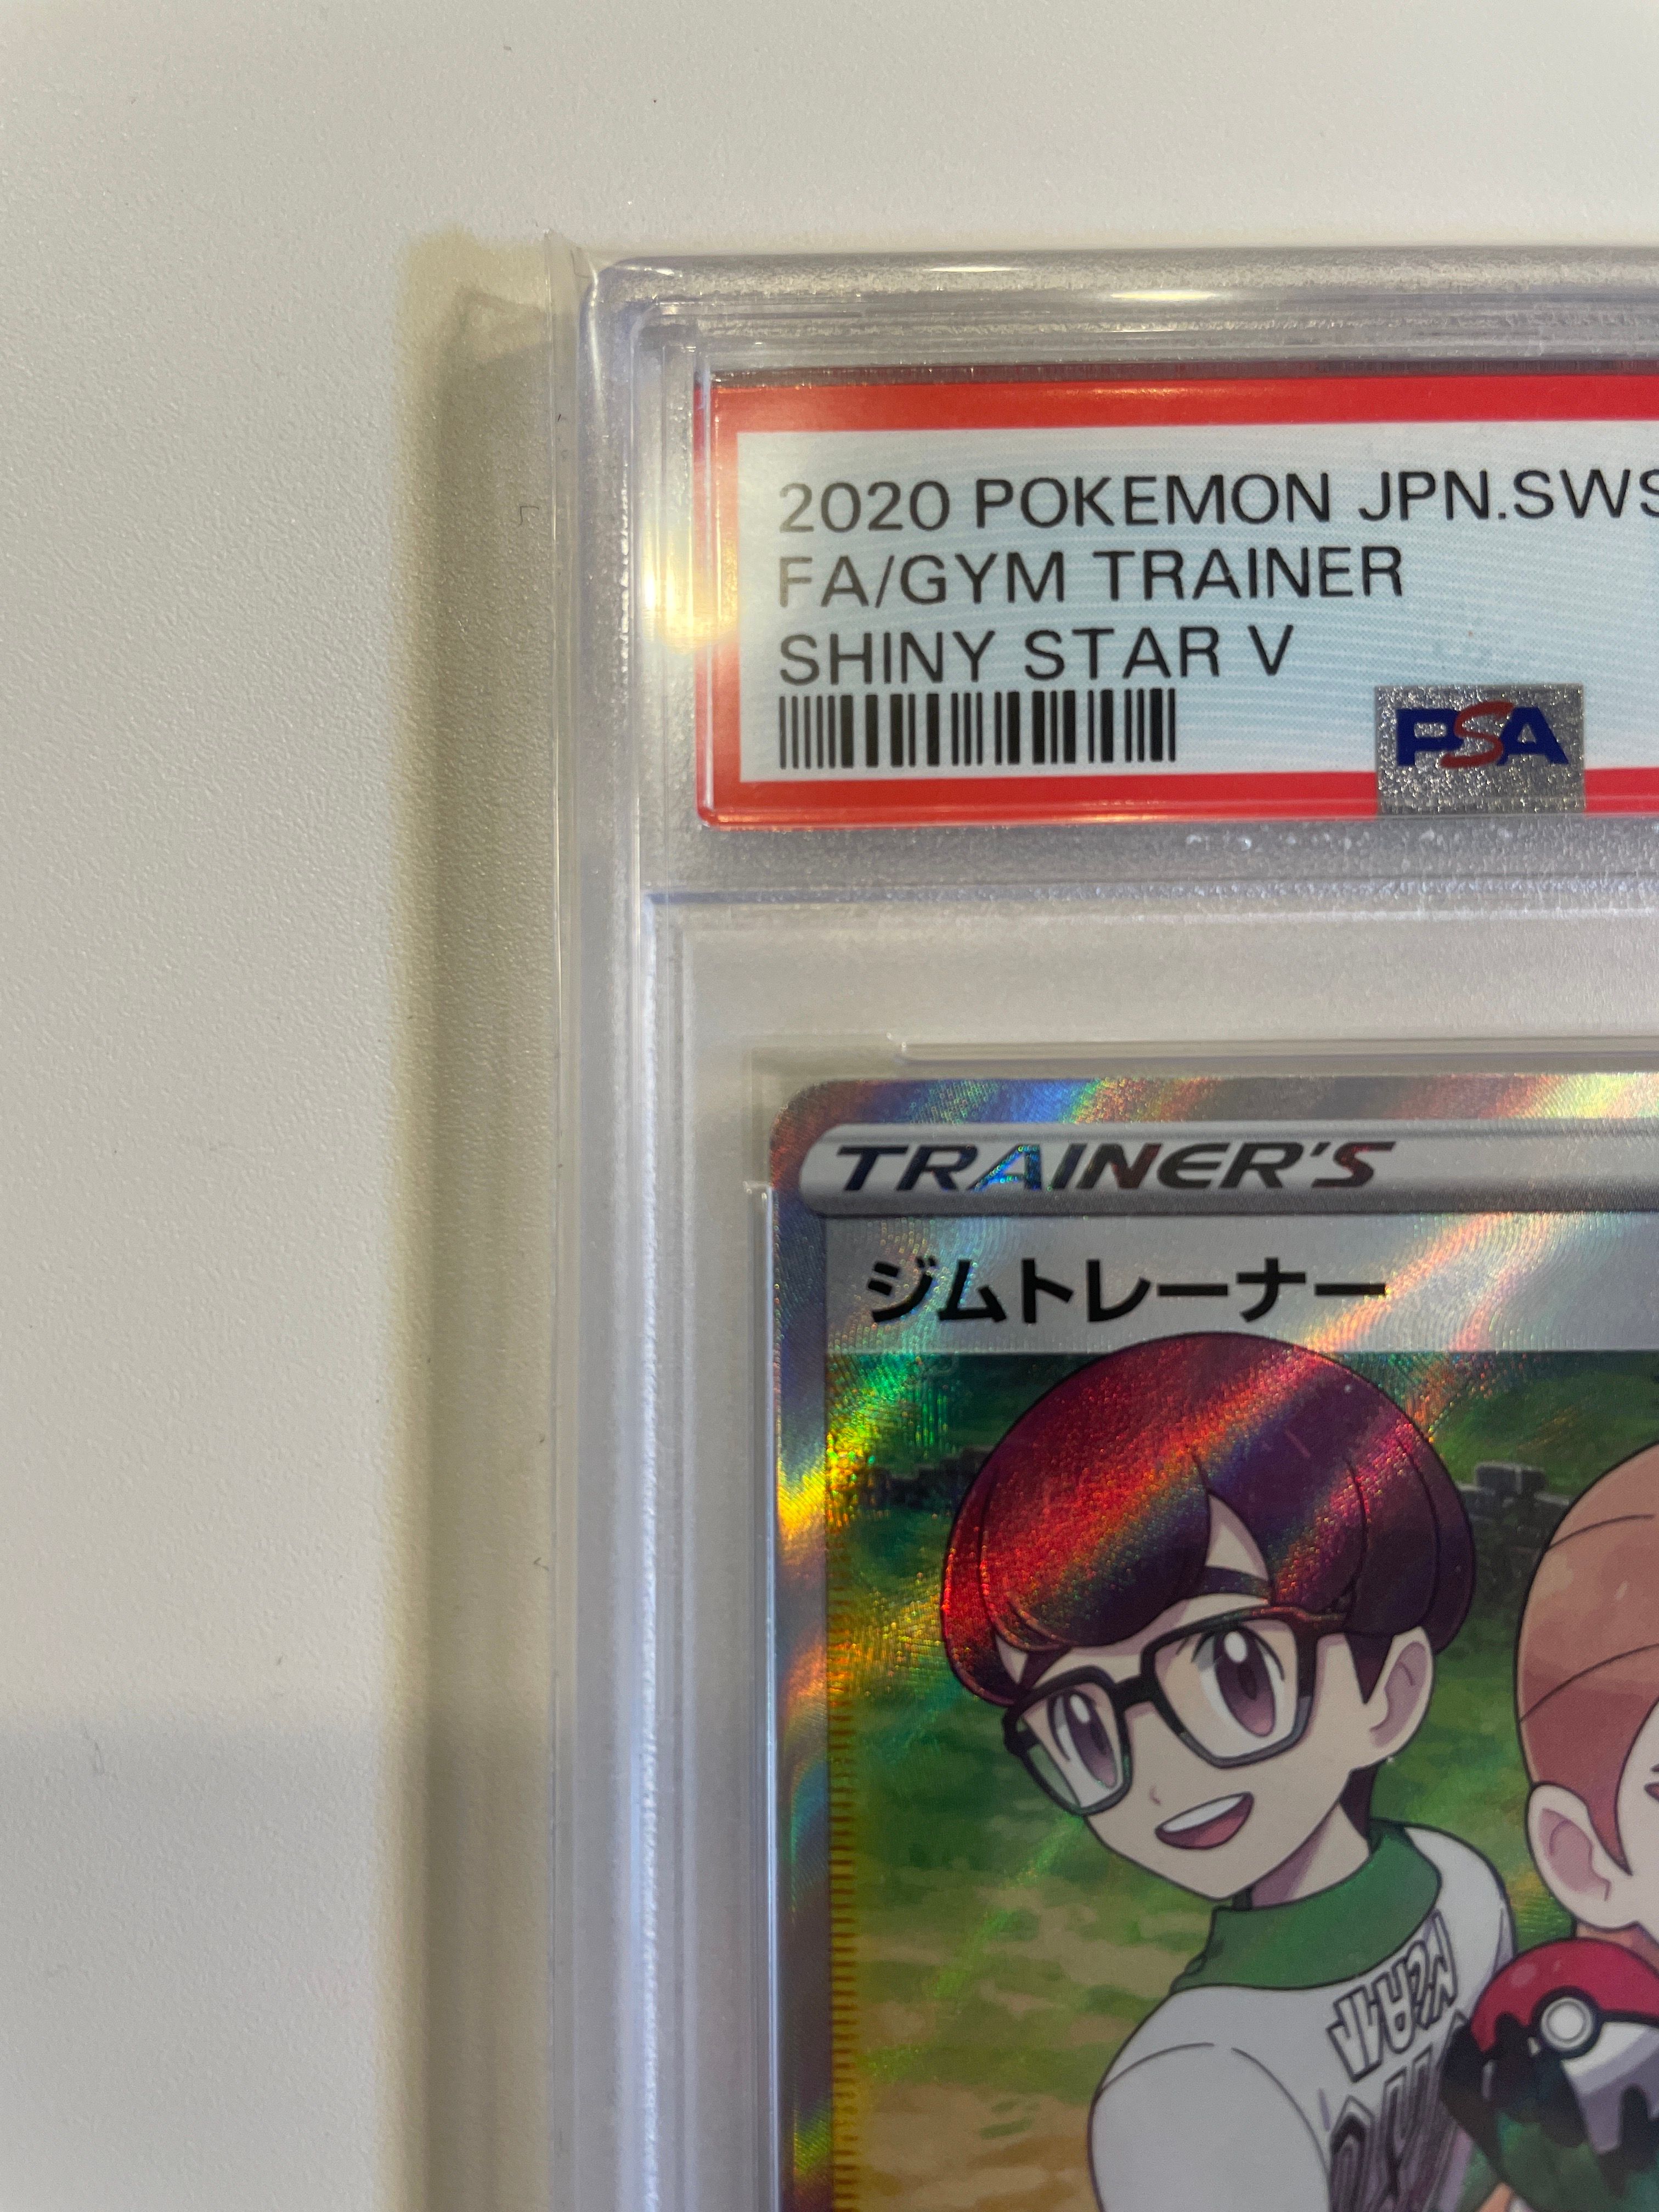 2020 POKEMON JPN.SWS
FA/GYM TRAINER
SHINY STAR V
PSA
TRAINER'S
ジムトレーナー